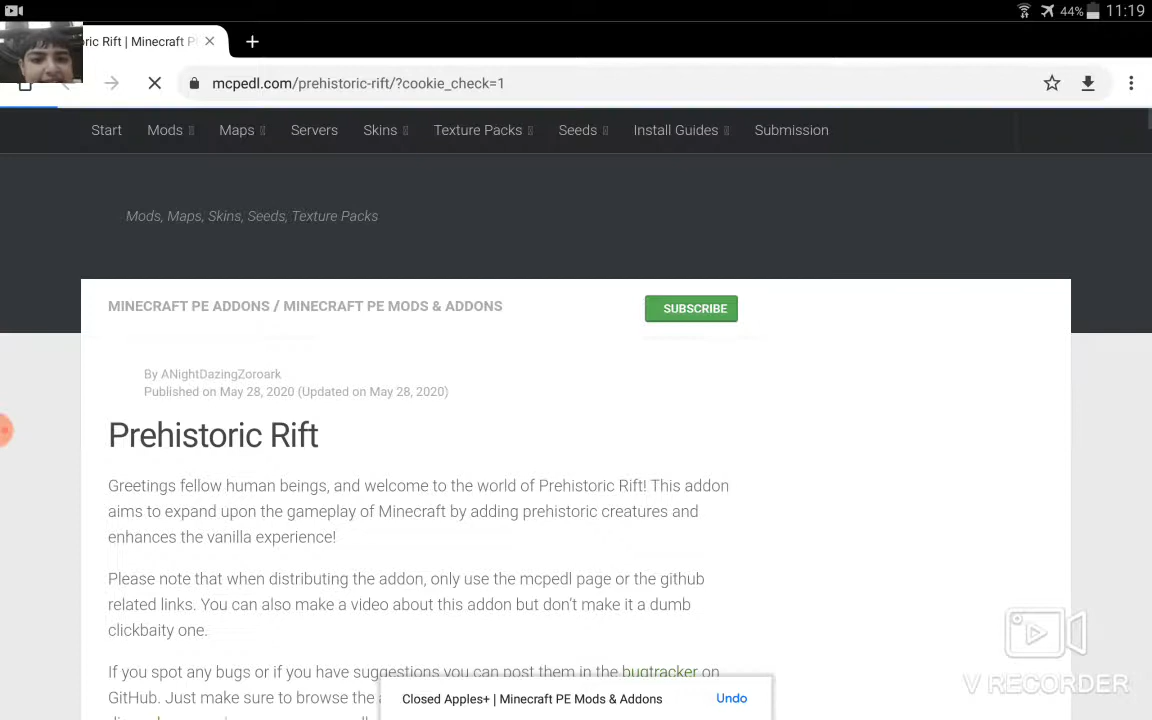 44% 11:19
ric Rift | Minecraft P
mcpedl.com/prehistoric-rift/?cookie_check=1
Start Mods Maps Servers Skins Texture Packs Seeds Install Guides Submission
Mods, Maps, Skins, Seeds, Texture Packs
MINECRAFT PE ADDONS / MINECRAFT PE MODS & ADDONS
SUBSCRIBE
By ANightDazingZoroark
Published on May 28, 2020 (Updated on May 28, 2020)
Prehistoric Rift
Greetings fellow human beings, and welcome to the world of Prehistoric Rift! This addon
aims to expand upon the gameplay of Minecraft by adding prehistoric creatures and
enhances the vanilla experience!
Please note that when distributing the addon, only use the mcpedl page or the github
related links. You can also make a video about this addon but don't make it a dumb
clickbaity one.
If you spot any bugs or if you have suggestions you can post them in the bugtracker on
GitHub. Just make sure to browse the
Closed Apples+ | Minecraft PE Mods & Addons Undo
V RECORDER